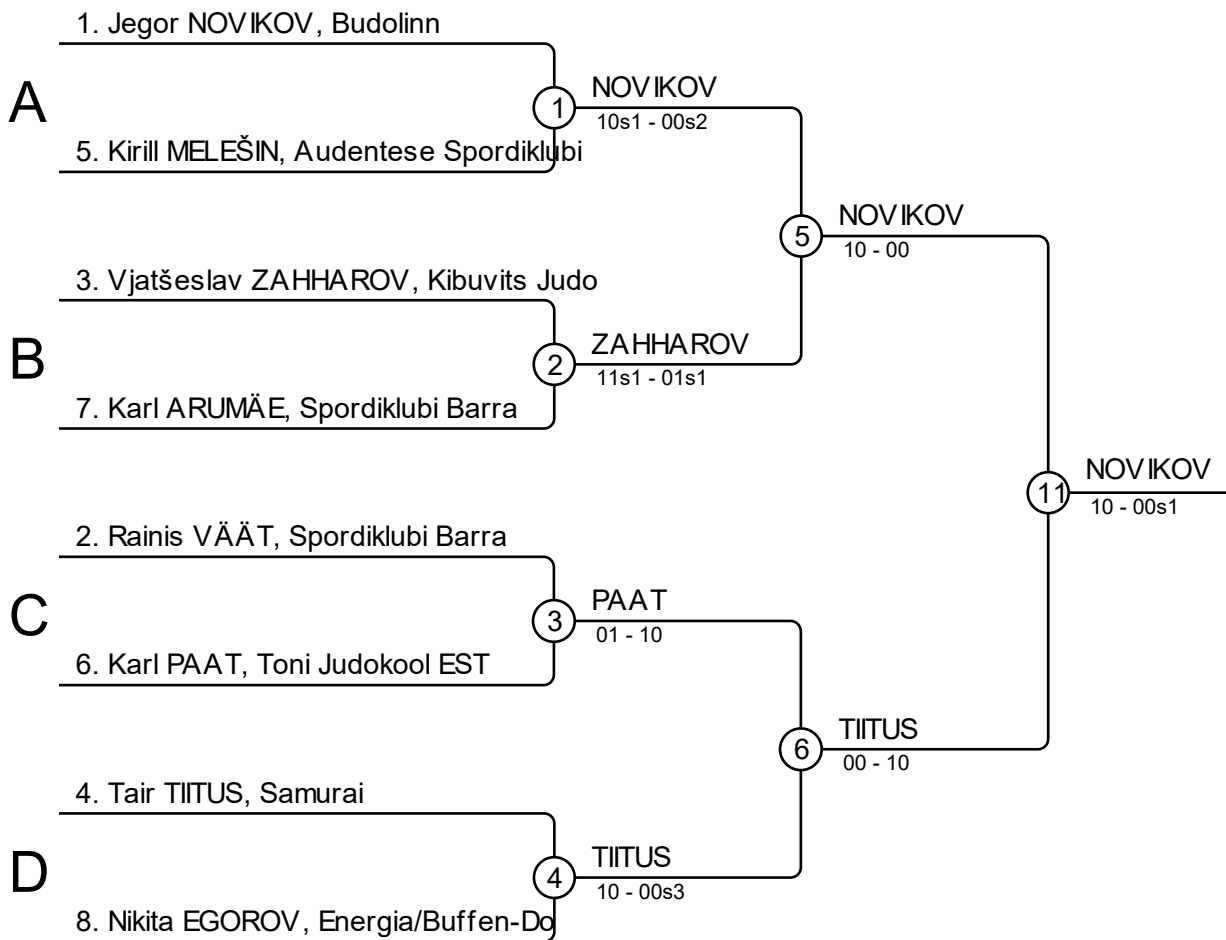 1. Jegor NOVIKOV, Budolinn
A
1
NOVIKOV
10s1 - 00s2
5. Kirill MELEŠIN, Audentese Spordiklubi
5
NOVIKOV
10 - 00
3. Vjatšeslav ZAHHAROV, Kibuvits Judo
B
2
ZAHHAROV
11s1 - 01s1
7. Karl ARUMÄE, Spordiklubi Barra
11
NOVIKOV
10 - 00s1
2. Rainis VÄÄT, Spordiklubi Barra
C
3
PAAT
01 - 10
6. Karl PAAT, Toni Judokool EST
6
TIITUS
00 - 10
4. Tair TIITUS, Samurai
D
4
TIITUS
10 - 00s3
8. Nikita EGOROV, Energia/Buffen-Do